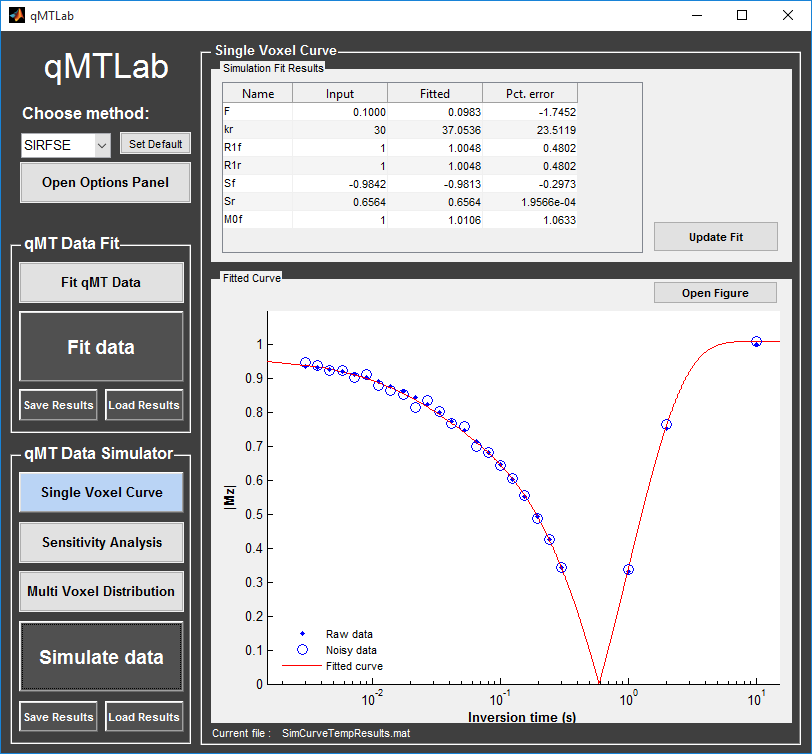 qMTLab
qMTLab
Choose method:
SIRFSE
Set Default
Open Options Panel
qMT Data Fit
Fit qMT Data
Fit data
Save Results
Load Results
qMT Data Simulator
Single Voxel Curve
Sensitivity Analysis
Multi Voxel Distribution
Simulate data
Save Results
Load Results
Single Voxel Curve
Simulation Fit Results
Name Input Fitted Pct. error
F 0.1000 0.0983 -1.7452
kr 30 37.0536 23.5119
R1f 1 1.0048 0.4802
R1r 1 1.0048 0.4802
Sf -0.9842 -0.9813 -0.2973
Sr 0.6564 0.6564 1.9566e-04
M0f 1 1.0106 1.0633
Update Fit
Fitted Curve
Open Figure
|Mz|
1
0.9
0.8
0.7
0.6
0.5
0.4
0.3
0.2
0.1
0
Raw data
Noisy data
Fitted curve
10⁻² 10⁻¹ 10⁰ 10¹
Inversion time (s)
Current file : SimCurveTempResults.mat